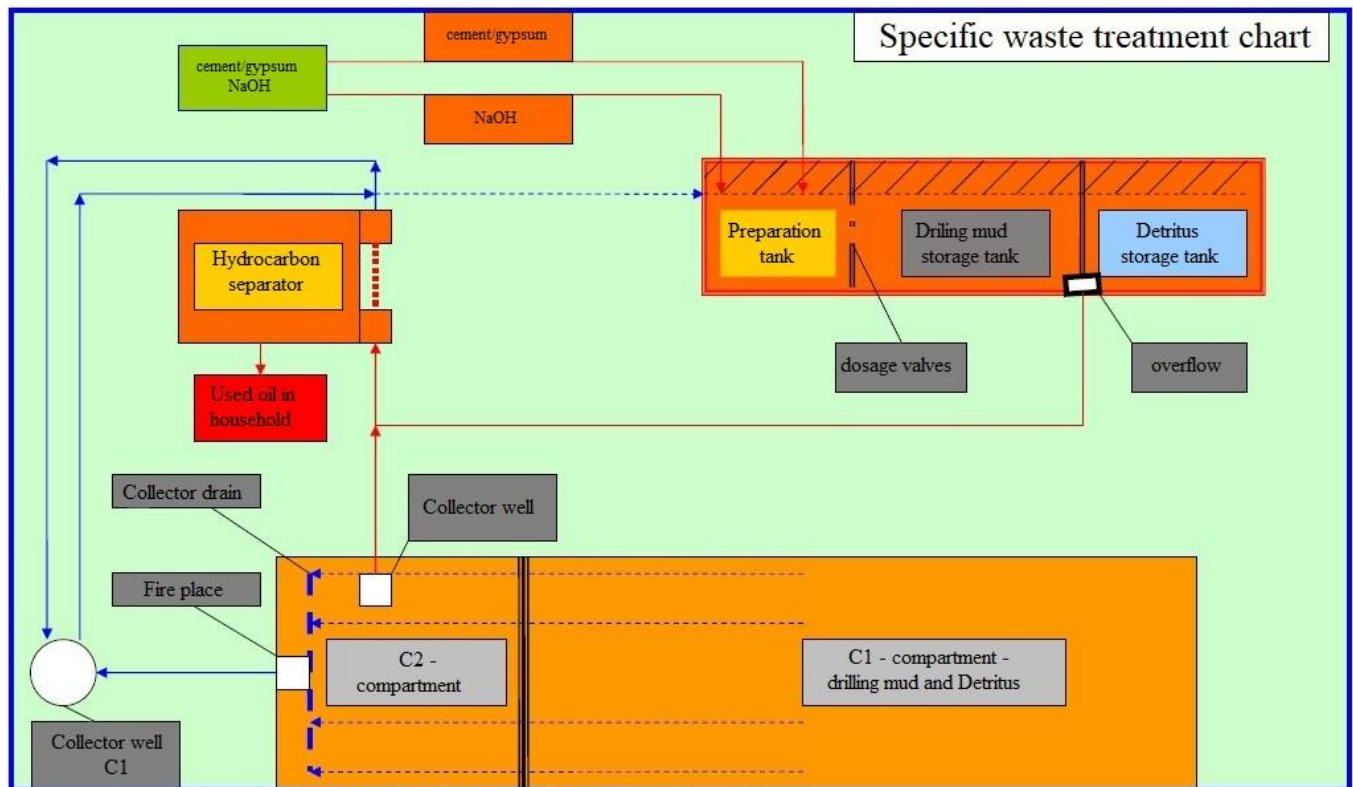 Specific waste treatment chart
cement/gypsum
cement/gypsum
NaOH
NaOH
Preparation
tank
Driling mud
storage tank
Detritus
storage tank
Hydrocarbon
separator
dosage valves
overflow
Used oil in
household
Collector drain
Collector well
Fire place
C2 -
compartment
C1 - compartment -
drilling mud and Detritus
Collector well
C1